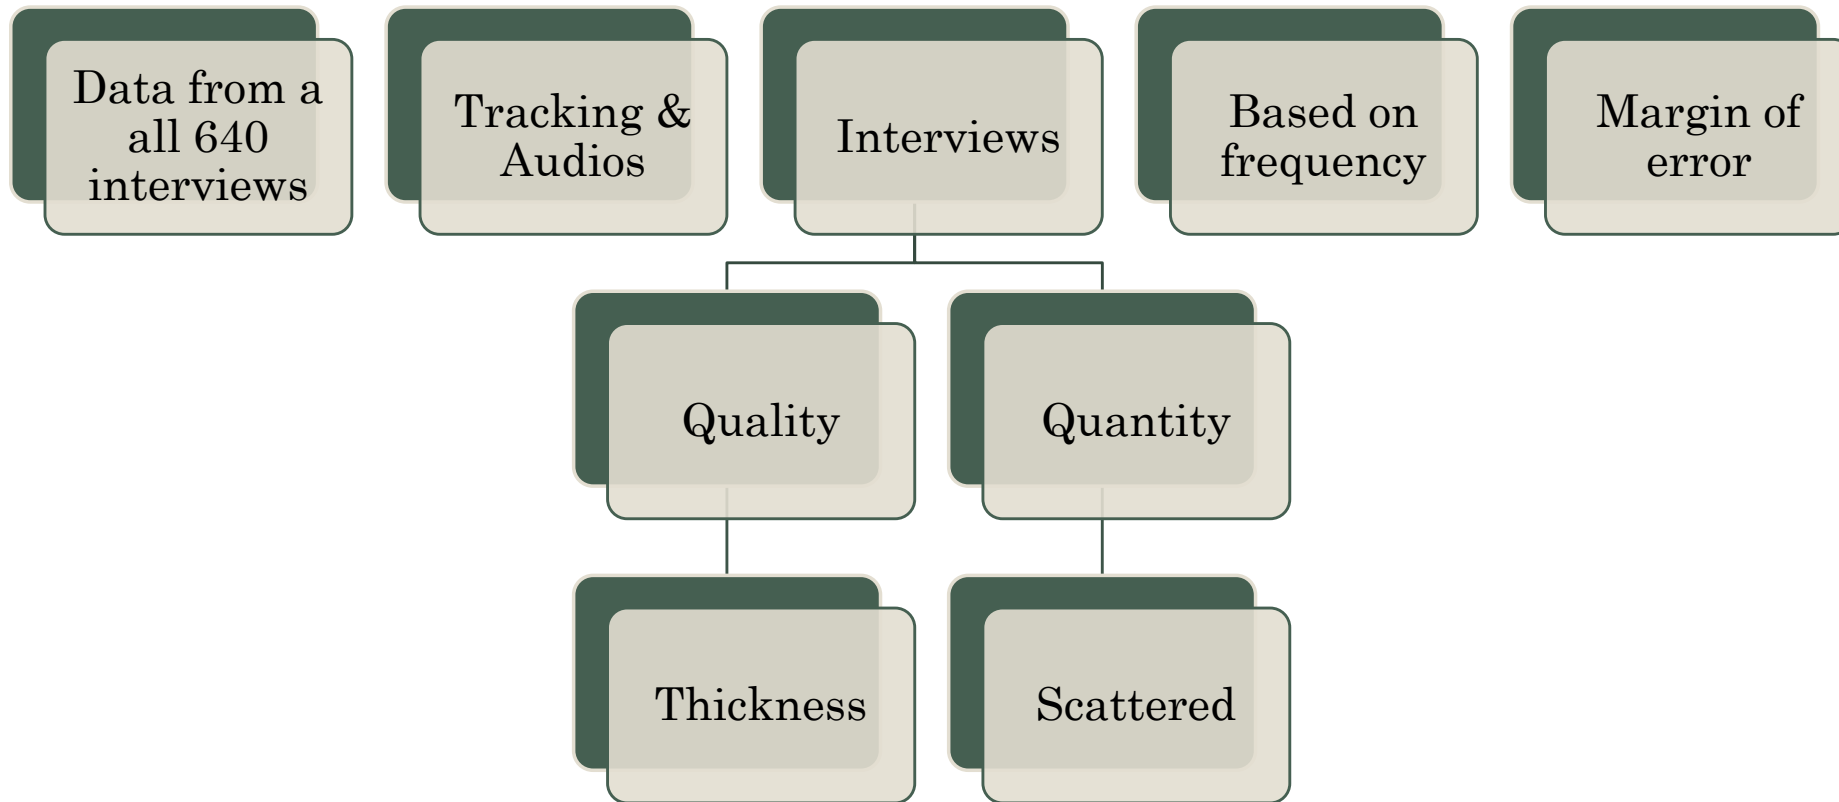 Data from a
all 640
interviews
Tracking &
Audios
Interviews
Based on
frequency
Margin of
error
Quality
Quantity
Thickness
Scattered